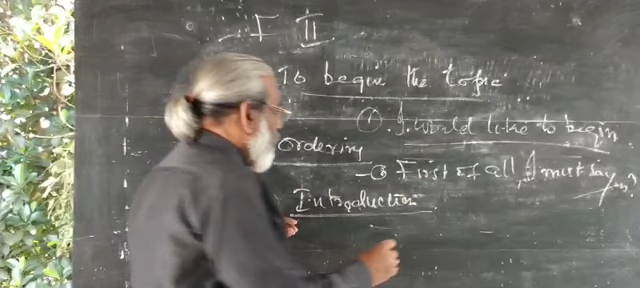 I II
To begin the topic
①. I would like to begin
Ordering
-② First of all, I must say
Introduction